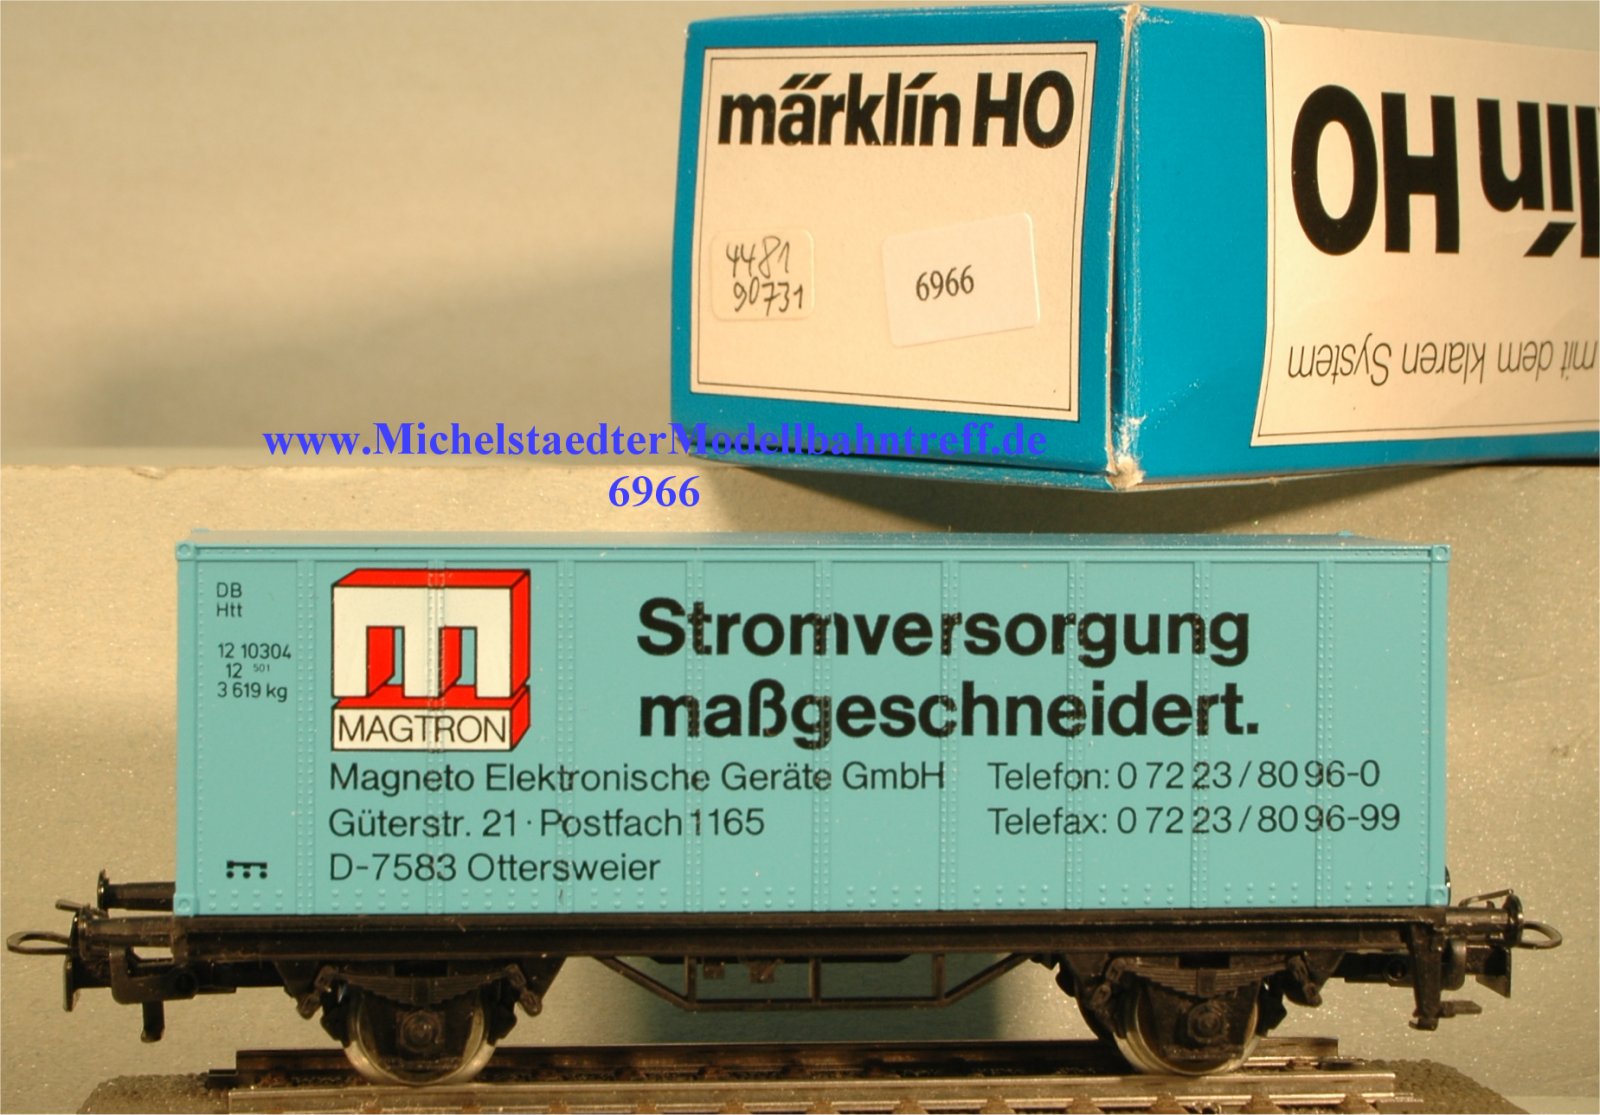 märklin HO
4481
90731
6966
lin HO
mit dem klaren System
www.MichelstaedterModellbahntreff.de
6966
DB
Htt
12 10304
12 501
3 619 kg
MAGTRON
Stromversorgung
maßgeschneidert.
Magneto Elektronische Geräte GmbH Telefon: 0 72 23 / 80 96-0
Güterstr. 21 · Postfach 1165 Telefax: 0 72 23 / 80 96-99
D-7583 Ottersweier